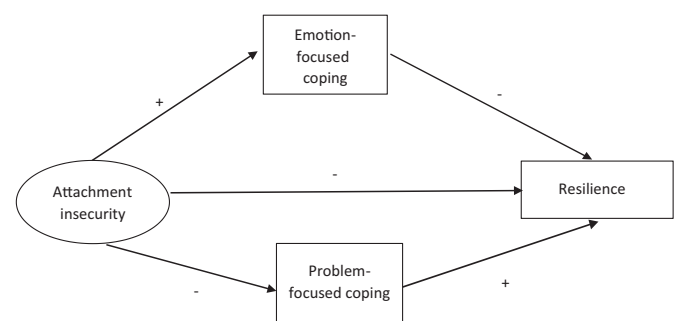 Emotion-
focused
coping
+
-
-
Attachment
insecurity
Resilience
Problem-
focused coping
-
+